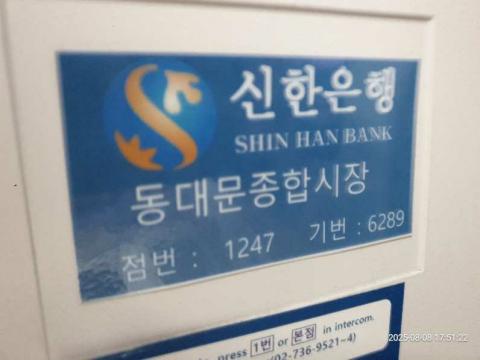 신한은행
SHIN HAN BANK
동대문종합시장
점번 : 1247 기번 : 6289
press 1번 or 본점 in intercom.
(02-736-9521~4)
2025-08-08 17:51:22